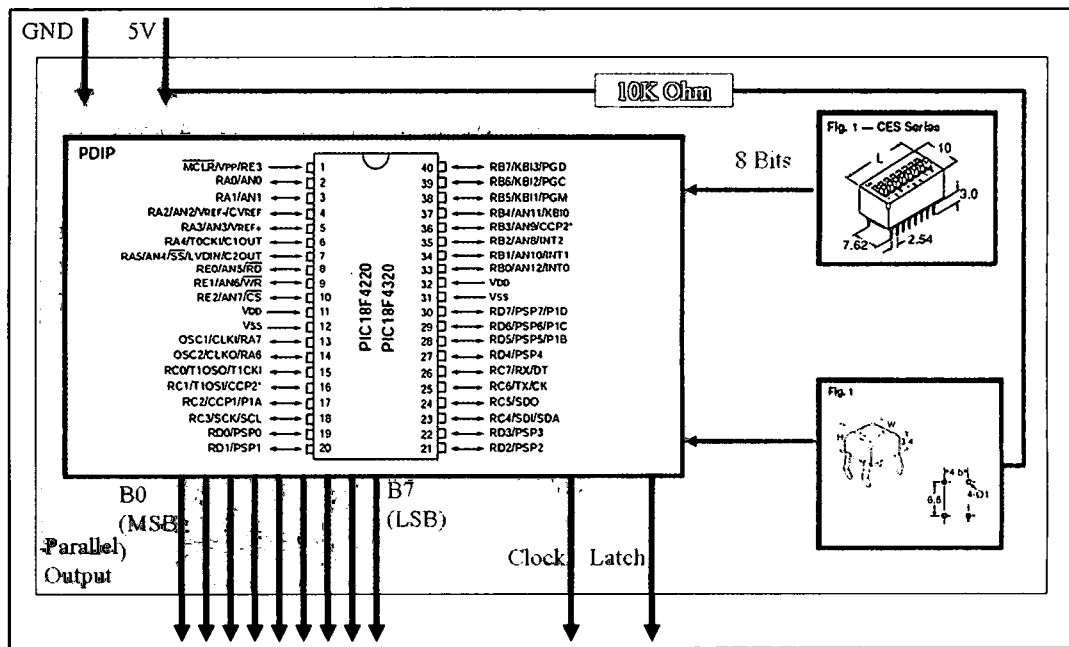 GND 5V
10K Ohm
PDIP
MCLR/VPP/RE3 1
RA0/AN0 2
RA1/AN1 3
RA2/AN2/VREF-/CVREF 4
RA3/AN3/VREF+ 5
RA4/T0CKI/C1OUT 6
RA5/AN4/SS/LVDIN/C2OUT 7
RE0/AN5/RD 8
RE1/AN6/WR 9
RE2/AN7/CS 10
VDD 11
VSS 12
OSC1/CLKI/RA7 13
OSC2/CLKO/RA6 14
RC0/T1OSO/T1CKI 15
RC1/T1OSI/CCP2* 16
RC2/CCP1/P1A 17
RC3/SCK/SCL 18
RD0/PSP0 19
RD1/PSP1 20
PIC18F4220
PIC18F4320
40 RB7/KBI3/PGD
39 RB6/KBI2/PGC
38 RB5/KBI1/PGM
37 RB4/AN11/KBI0
36 RB3/AN9/CCP2*
35 RB2/AN8/INT2
34 RB1/AN10/INT1
33 RB0/AN12/INT0
32 VDD
31 VSS
30 RD7/PSP7/P1D
29 RD6/PSP6/P1C
28 RD5/PSP5/P1B
27 RD4/PSP4
26 RC7/RX/DT
25 RC6/TX/CK
24 RC5/SDO
23 RC4/SDI/SDA
22 RD3/PSP3
21 RD2/PSP2
8 Bits
Fig. 1 — CES Series
L
10
3.0
7.62
2.54
Fig. 1
W
H
6,6
B0
(MSB)
B7
(LSB)
Parallel
Output
Clock
Latch